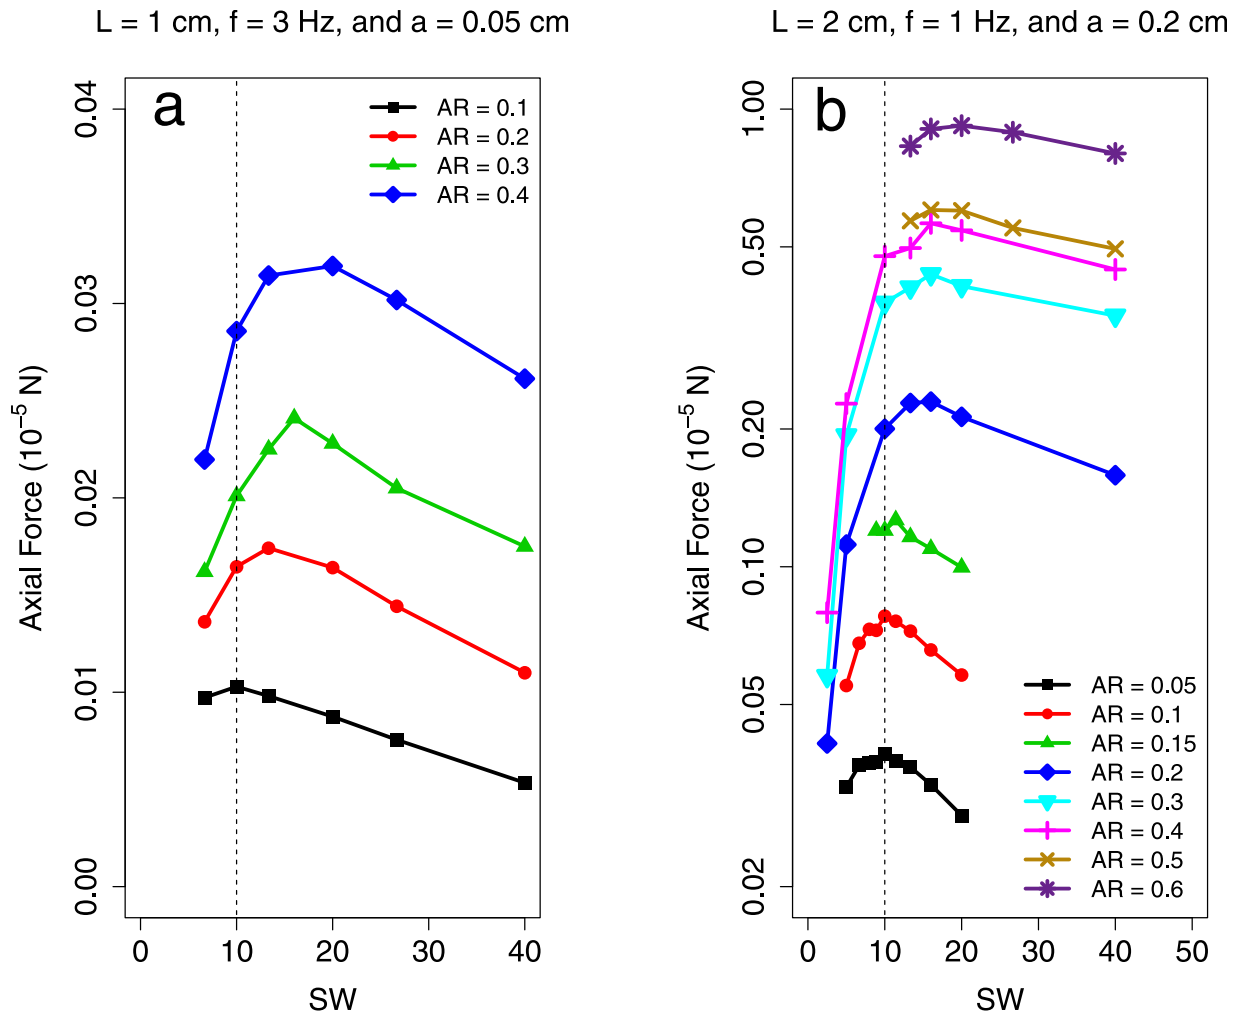 L = 1 cm, f = 3 Hz, and a = 0.05 cm
a
AR = 0.1
AR = 0.2
AR = 0.3
AR = 0.4
0.04
0.03
0.02
0.01
0.00
Axial Force (10⁻⁵ N)
0 10 20 30 40
SW
L = 2 cm, f = 1 Hz, and a = 0.2 cm
b
1.00
0.50
0.20
0.10
0.05
0.02
Axial Force (10⁻⁵ N)
AR = 0.05
AR = 0.1
AR = 0.15
AR = 0.2
AR = 0.3
AR = 0.4
AR = 0.5
AR = 0.6
0 10 20 30 40 50
SW